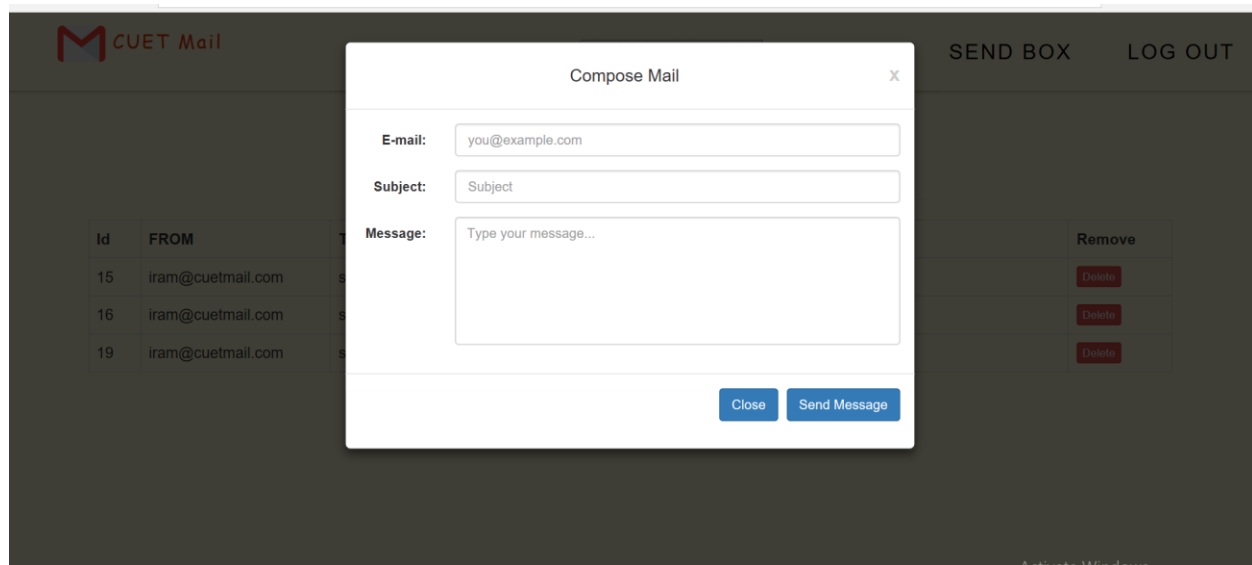 CUET Mail
SEND BOX LOG OUT
Compose Mail x
E-mail: you@example.com
Subject: Subject
Message: Type your message...
Close Send Message
Id FROM Remove
15 iram@cuetmail.com Delete
16 iram@cuetmail.com Delete
19 iram@cuetmail.com Delete